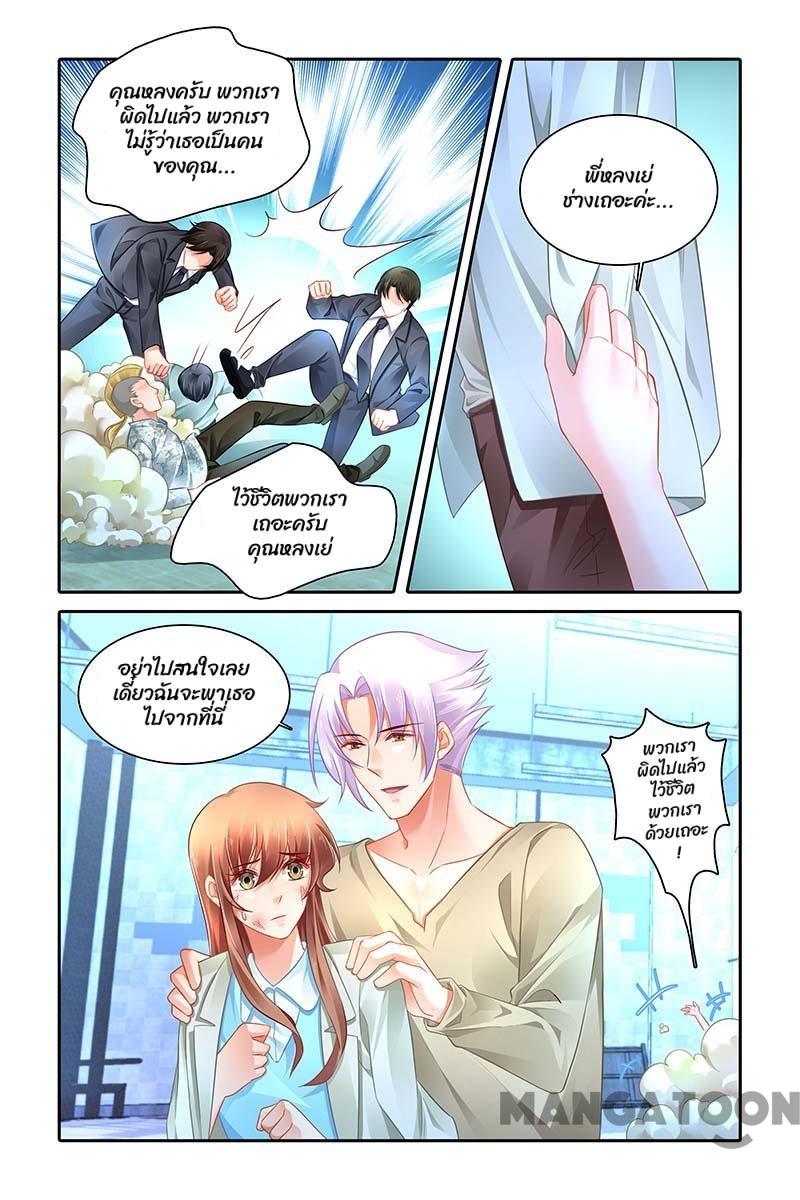 คุณหลงครับ พวกเรา
ผิดไปแล้ว พวกเรา
ไม่รู้ว่าเธอเป็นคน
ของคุณ...
พี่หลงเย่
ช่างเถอะค่ะ...
ไว้ชีวิตพวกเรา
เถอะครับ
คุณหลงเย่
อย่าไปสนใจเลย
เดี๋ยวฉันจะพาเธอ
ไปจากที่นี่
พวกเรา
ผิดไปแล้ว
ไว้ชีวิต
พวกเรา
ด้วยเถอะ
!
MANGATOON